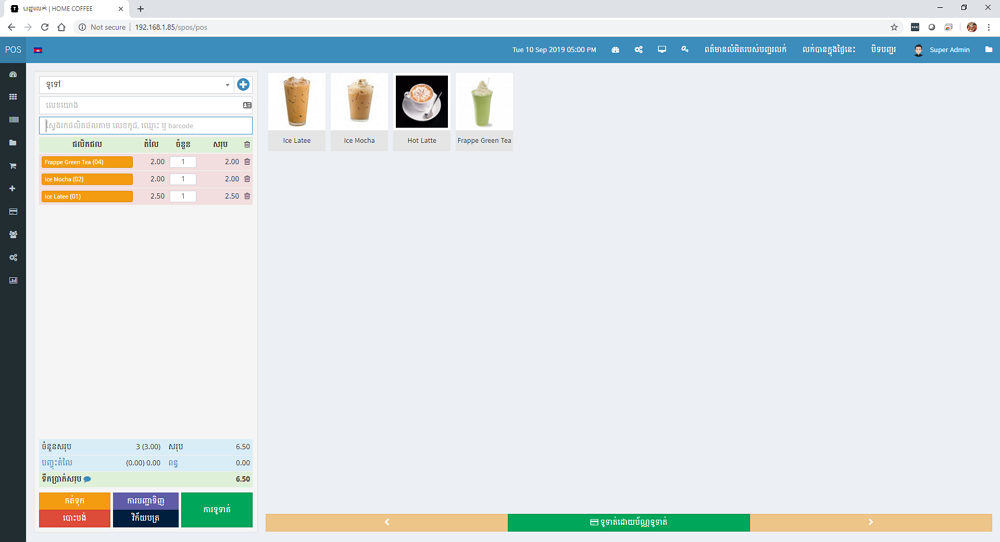 បញ្ជរលក់ | HOME COFFEE
Not secure | 192.168.1.85/spos/pos
POS
Tue 10 Sep 2019 05:00 PM
ព័ត៌មានលំអិតរបស់បញ្ជរលក់
លក់បានក្នុងថ្ងៃនេះ
បិទបញ្ជរ
Super Admin
ទូទៅ
លេខយោង
ស្វែងរកផលិតផលតាម លេខកូដ, ឈ្មោះ ឬ barcode
ផលិតផល តំលៃ ចំនួន សរុប
Frappe Green Tea (04) 2.00 1 2.00
Ice Mocha (02) 2.00 1 2.00
Ice Latee (01) 2.50 1 2.50
Ice Latee
Ice Mocha
Hot Latte
Frappe Green Tea
ចំនួនសរុប 3 (3.00) សរុប 6.50
បញ្ចុះតំលៃ (0.00) 0.00 ពន្ធ 0.00
ទឹកប្រាក់សរុប 6.50
កត់ទុក
ការបញ្ជាទិញ
ការទូទាត់
បោះបង់
វិក័យបត្រ
ទូទាត់ដោយប័ណ្ណទូទាត់